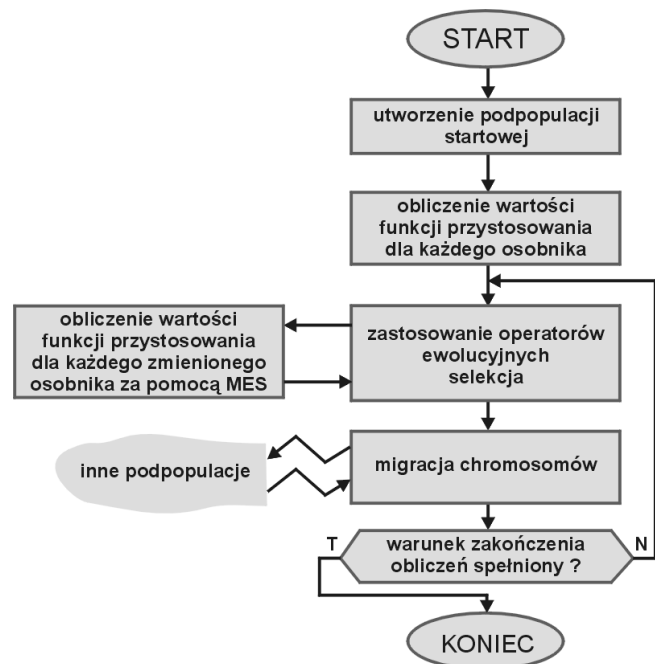 START
utworzenie podpopulacji
startowej
obliczenie wartości
funkcji przystosowania
dla każdego osobnika
obliczenie wartości
funkcji przystosowania
dla każdego zmienionego
osobnika za pomocą MES
zastosowanie operatorów
ewolucyjnych
selekcja
inne podpopulacje
migracja chromosomów
T
warunek zakończenia
obliczeń spełniony ?
N
KONIEC